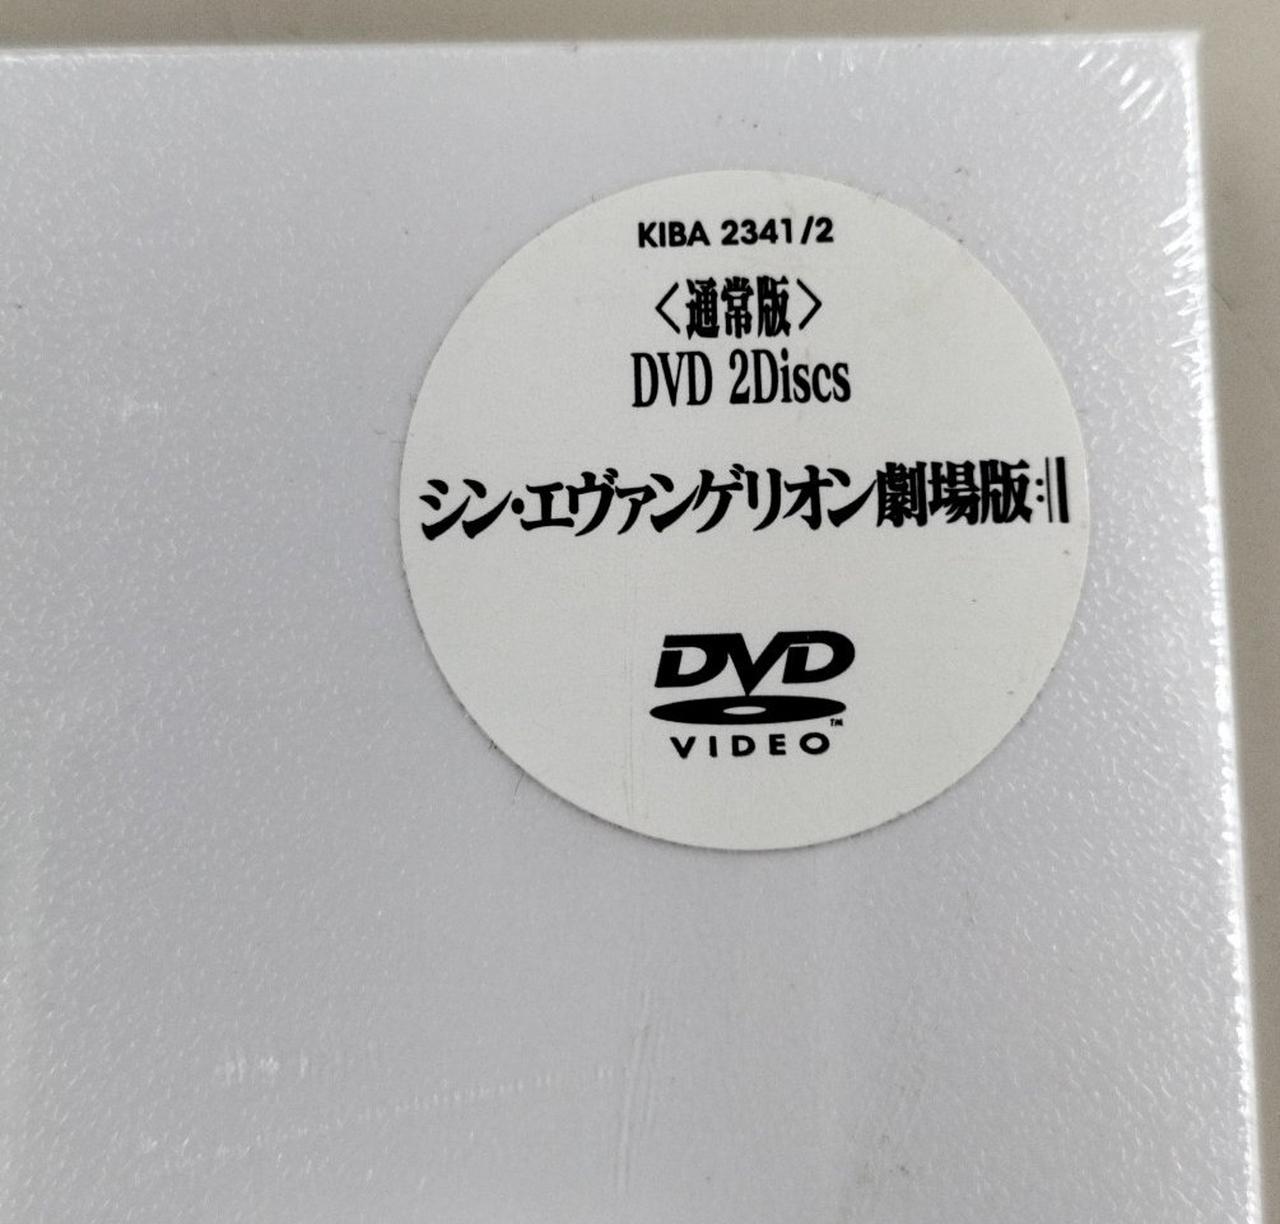 KIBA 2341/2
〈通常版〉
DVD 2Discs
シン・エヴァンゲリオン劇場版:||
DVD
TM
VIDEO